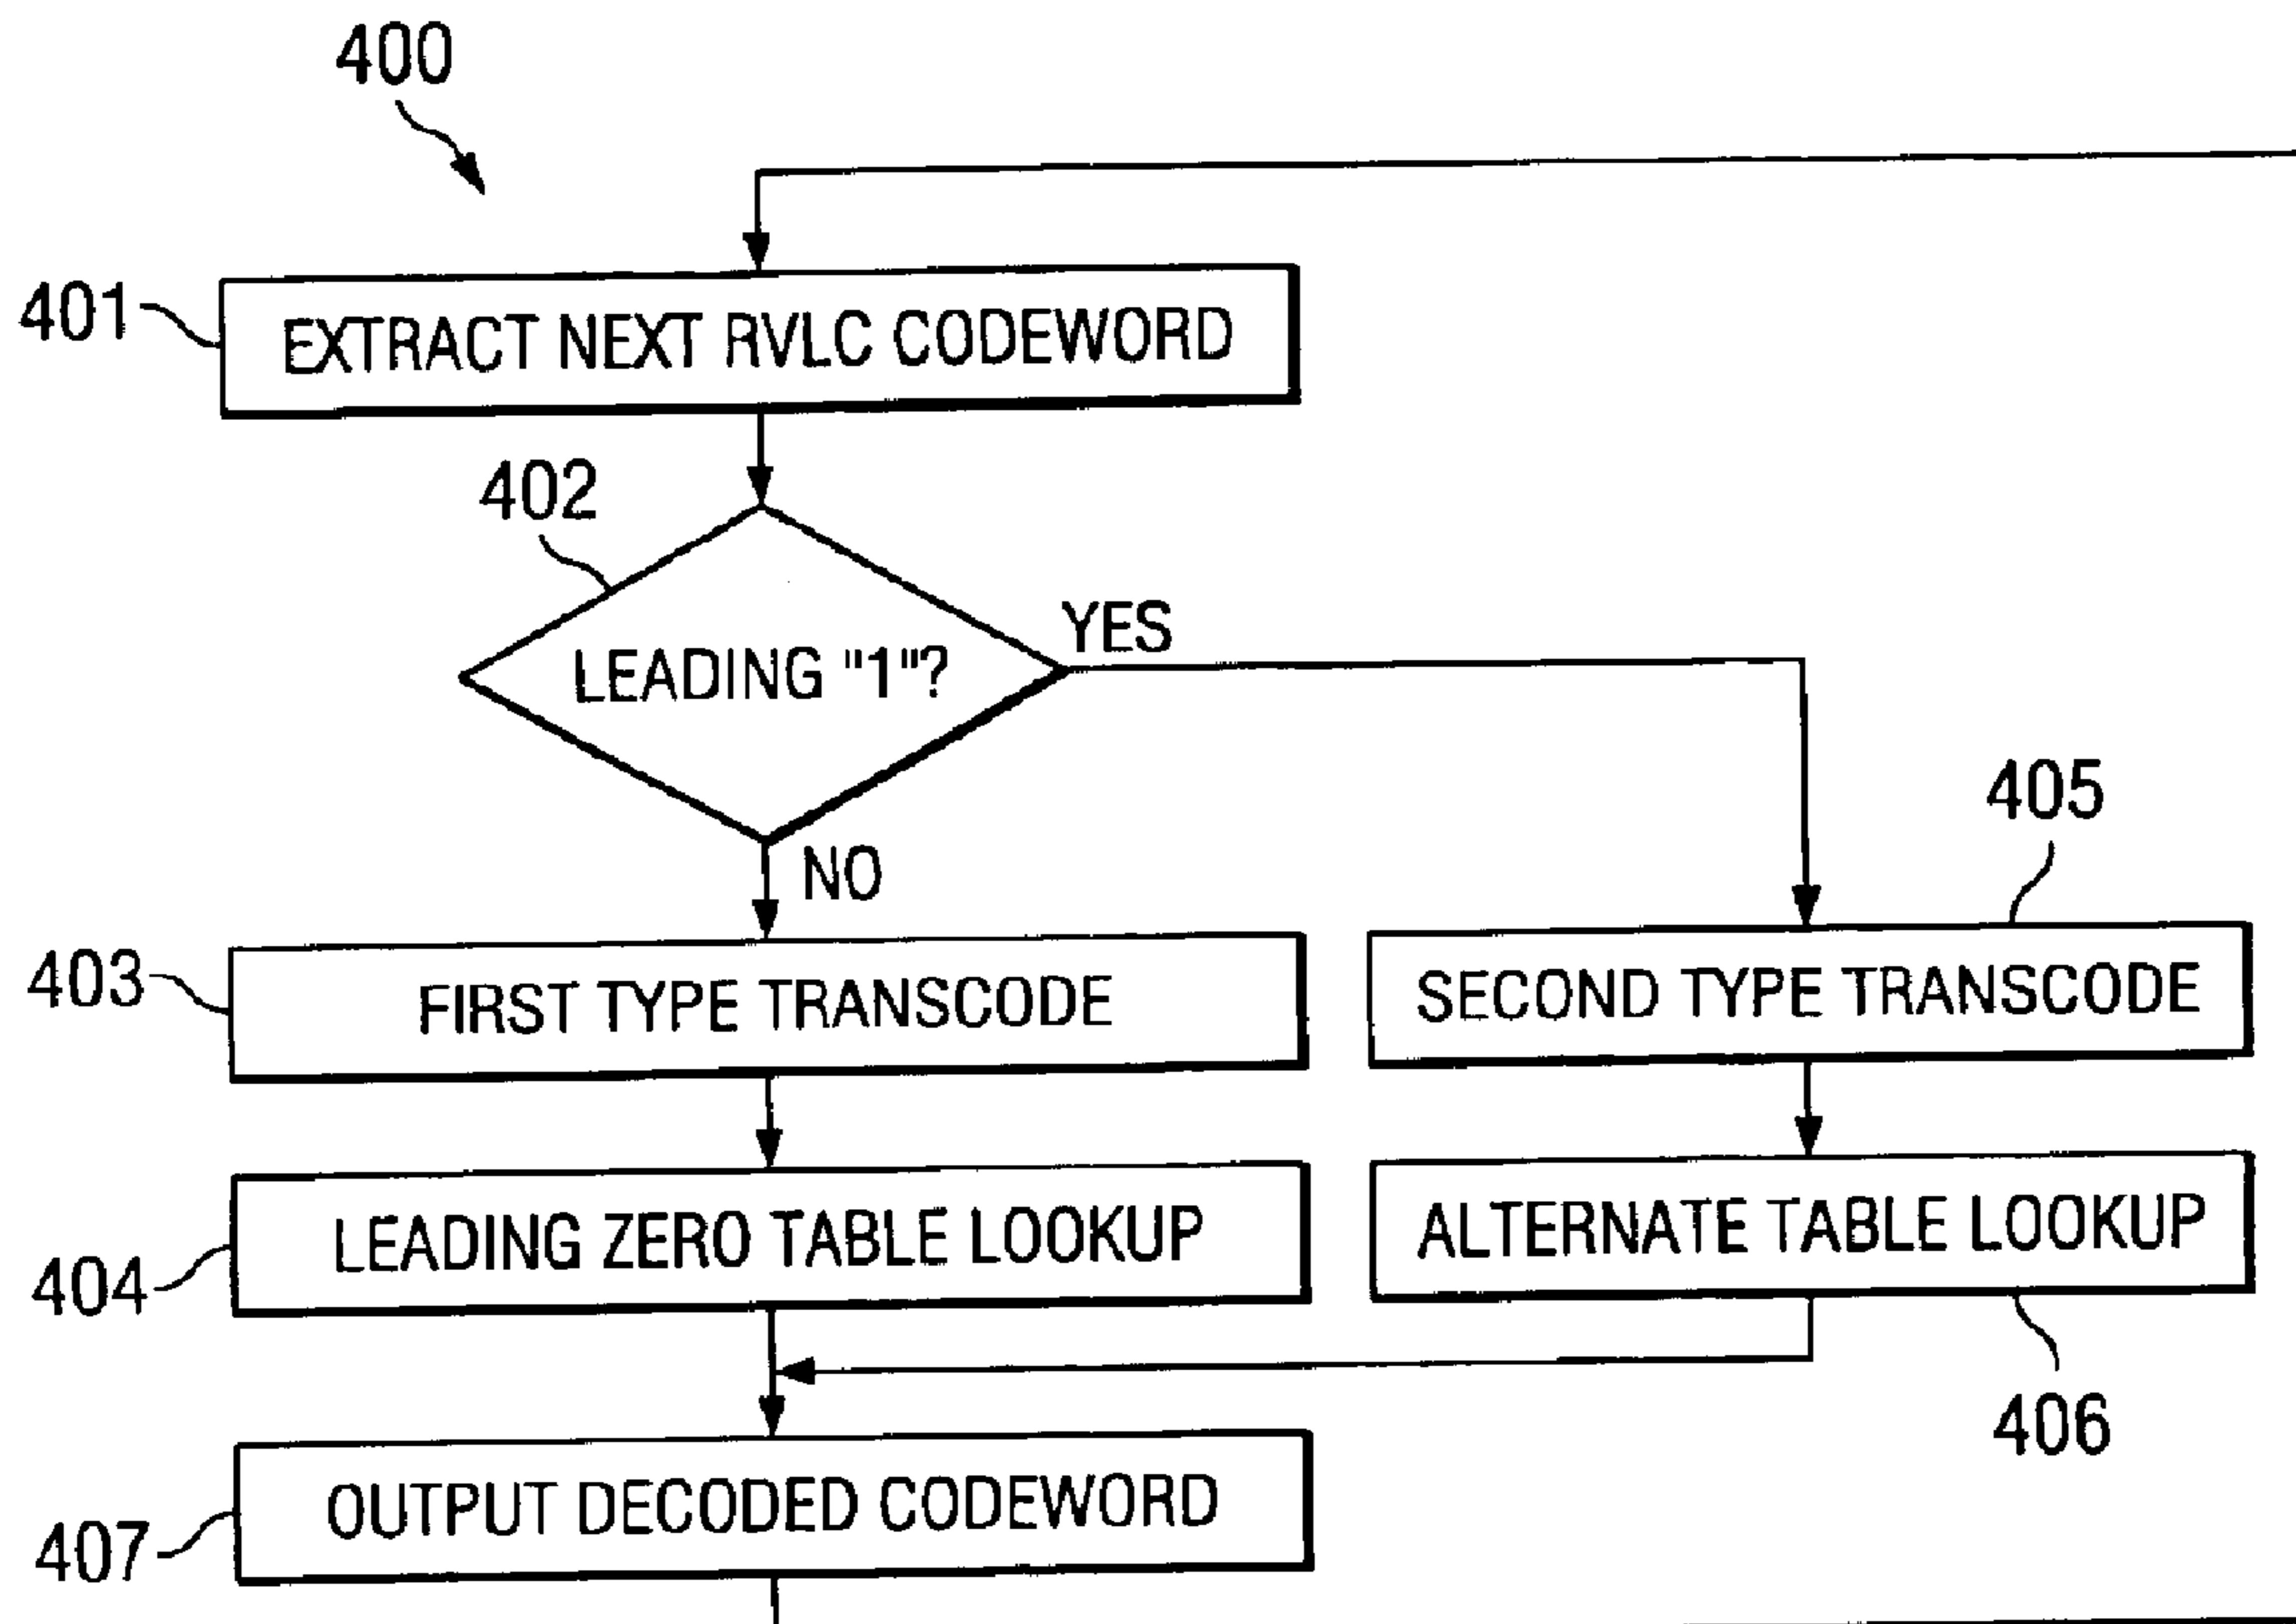 400
401
EXTRACT NEXT RVLC CODEWORD
402
LEADING "1"?
YES
NO
405
403
FIRST TYPE TRANSCODE
SECOND TYPE TRANSCODE
404
LEADING ZERO TABLE LOOKUP
ALTERNATE TABLE LOOKUP
406
407
OUTPUT DECODED CODEWORD